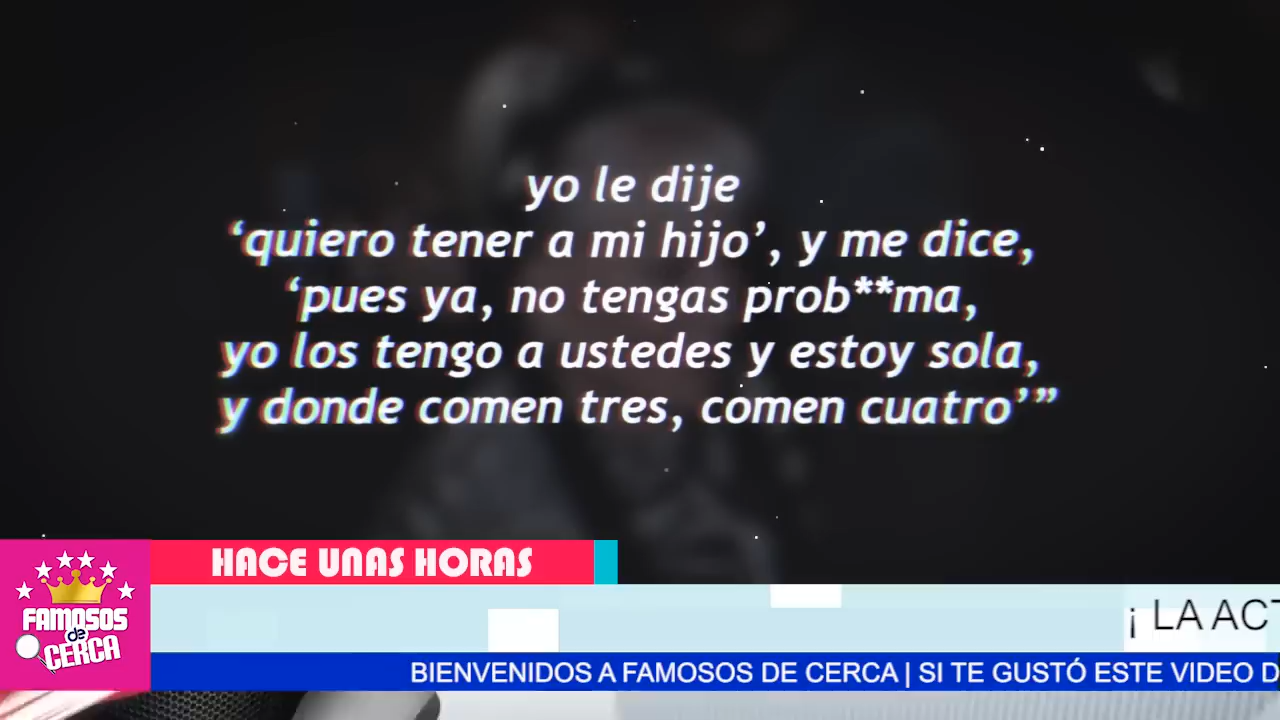 yo le dije
‘quiero tener a mi hijo’, y me dice,
‘pues ya, no tengas prob**ma,
yo los tengo a ustedes y estoy sola,
y donde comen tres, comen cuatro’”
HACE UNAS HORAS
FAMOSOS
de
CERCA
¡ LA ACT
BIENVENIDOS A FAMOSOS DE CERCA | SI TE GUSTÓ ESTE VIDEO D